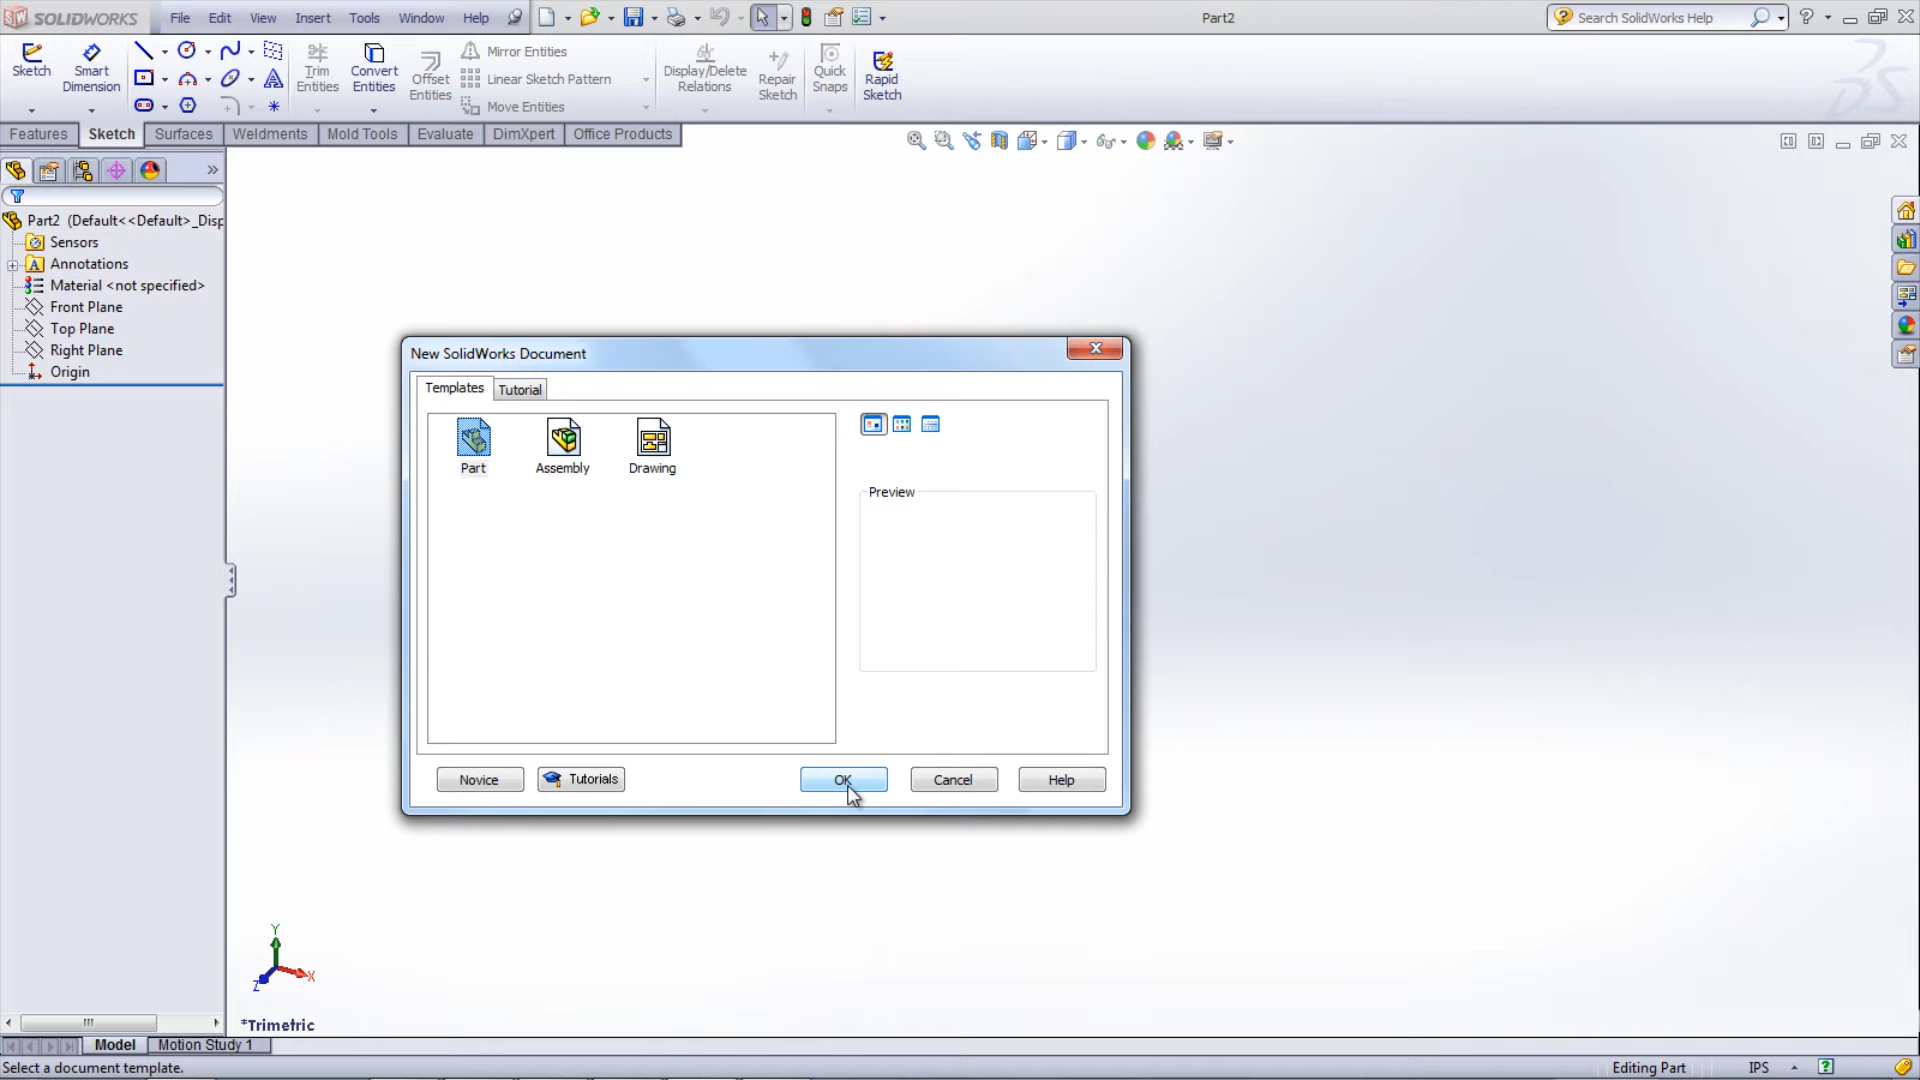 SOLIDWORKS File Edit View Insert Tools Window Help Part2 Search SolidWorks Help
Sketch Smart Dimension Trim Entities Convert Entities Offset Entities Mirror Entities Linear Sketch Pattern Move Entities Display/Delete Relations Repair Sketch Quick Snaps Rapid Sketch
Features Sketch Surfaces Weldments Mold Tools Evaluate DimXpert Office Products
Part2 (Default<<Default>_Disp
Sensors
Annotations
Material <not specified>
Front Plane
Top Plane
Right Plane
Origin
New SolidWorks Document
Templates Tutorial
Part Assembly Drawing
Preview
Novice Tutorials OK Cancel Help
Y
X
Z
*Trimetric
Model Motion Study 1
Select a document template. Editing Part IPS